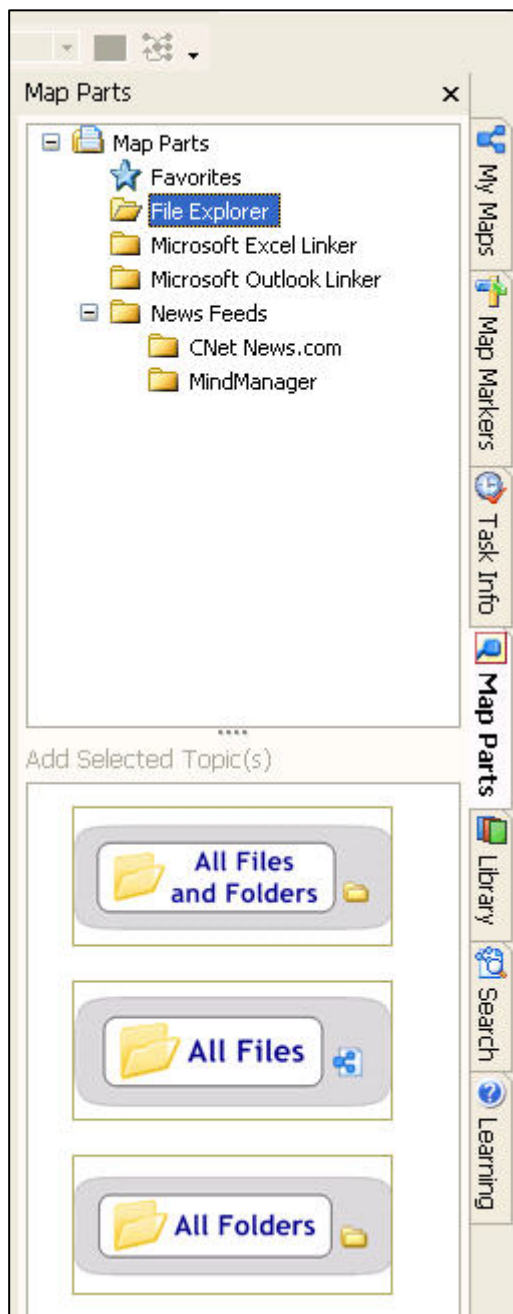 Map Parts
Map Parts
Favorites
File Explorer
Microsoft Excel Linker
Microsoft Outlook Linker
News Feeds
CNet News.com
MindManager
Add Selected Topic(s)
All Files
and Folders
All Files
All Folders
My Maps
Map Markers
Task Info
Map Parts
Library
Search
Learning